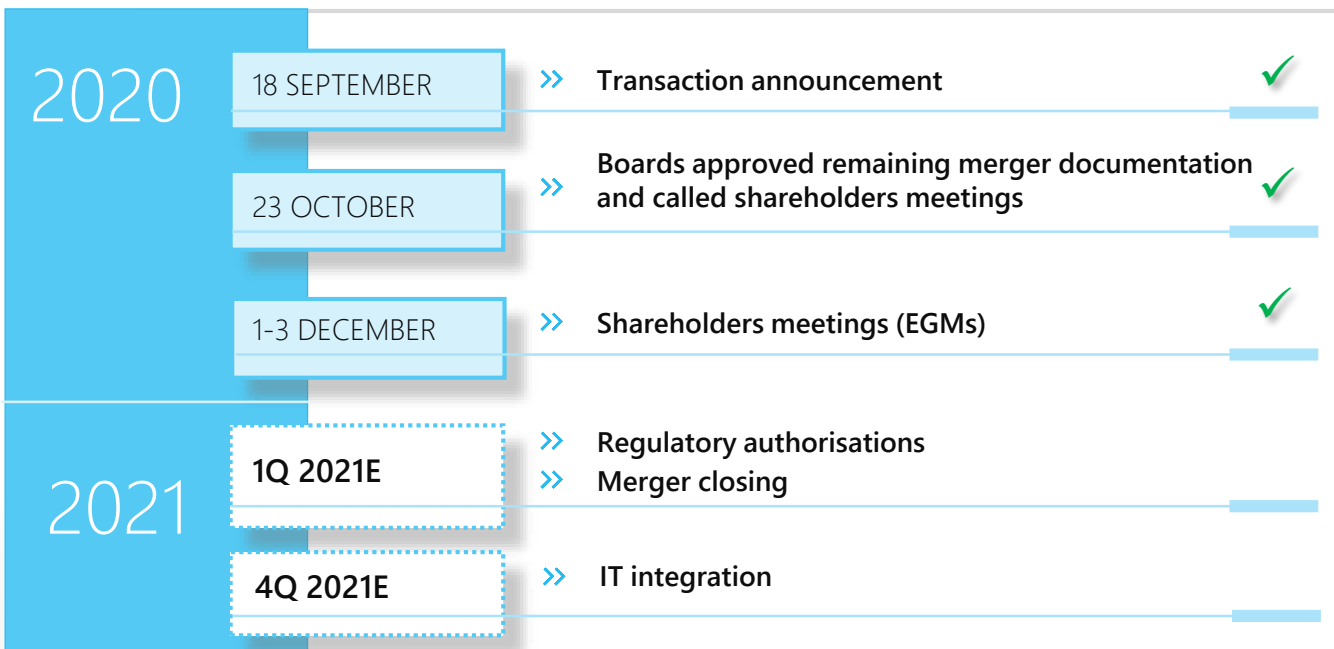 2020
18 SEPTEMBER
Transaction announcement
23 OCTOBER
Boards approved remaining merger documentation
and called shareholders meetings
1-3 DECEMBER
Shareholders meetings (EGMs)
2021
1Q 2021E
Regulatory authorisations
Merger closing
4Q 2021E
IT integration